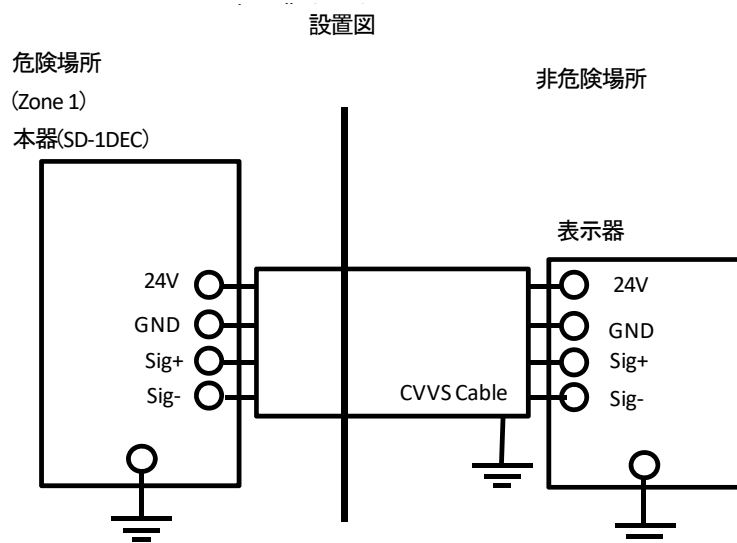 設置図
危険場所
(Zone 1)
本器(SD-1DEC)
非危険場所
表示器
24V
GND
Sig+
Sig-
CVVS Cable
24V
GND
Sig+
Sig-